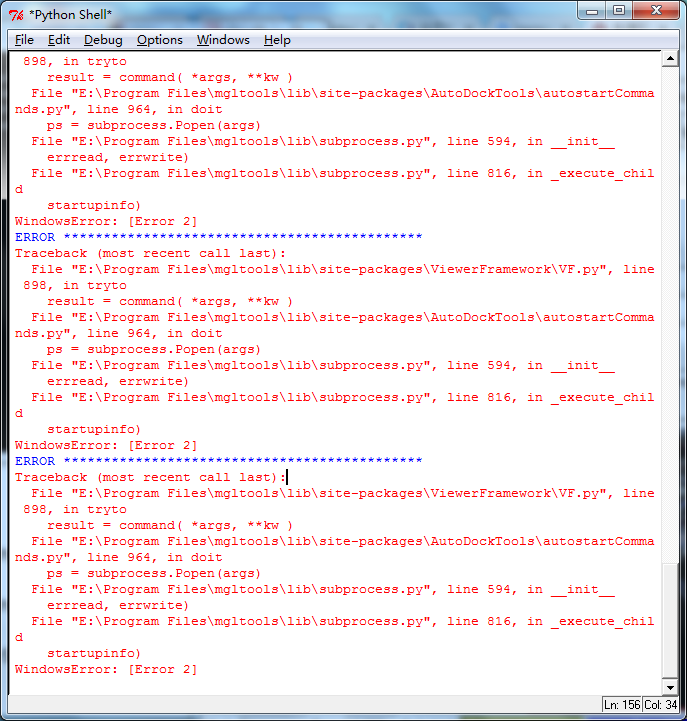 *Python Shell*
File Edit Debug Options Windows Help
898, in tryto
result = command( *args, **kw )
File "E:\Program Files\mgltools\lib\site-packages\AutoDockTools\autostartComma
nds.py", line 964, in doit
ps = subprocess.Popen(args)
File "E:\Program Files\mgltools\lib\subprocess.py", line 594, in __init__
errread, errwrite)
File "E:\Program Files\mgltools\lib\subprocess.py", line 816, in _execute_chil
d
startupinfo)
WindowsError: [Error 2]
ERROR *********************************************
Traceback (most recent call last):
File "E:\Program Files\mgltools\lib\site-packages\ViewerFramework\VF.py", line
898, in tryto
result = command( *args, **kw )
File "E:\Program Files\mgltools\lib\site-packages\AutoDockTools\autostartComma
nds.py", line 964, in doit
ps = subprocess.Popen(args)
File "E:\Program Files\mgltools\lib\subprocess.py", line 594, in __init__
errread, errwrite)
File "E:\Program Files\mgltools\lib\subprocess.py", line 816, in _execute_chil
d
startupinfo)
WindowsError: [Error 2]
ERROR *********************************************
Traceback (most recent call last):
File "E:\Program Files\mgltools\lib\site-packages\ViewerFramework\VF.py", line
898, in tryto
result = command( *args, **kw )
File "E:\Program Files\mgltools\lib\site-packages\AutoDockTools\autostartComma
nds.py", line 964, in doit
ps = subprocess.Popen(args)
File "E:\Program Files\mgltools\lib\subprocess.py", line 594, in __init__
errread, errwrite)
File "E:\Program Files\mgltools\lib\subprocess.py", line 816, in _execute_chil
d
startupinfo)
WindowsError: [Error 2]
Ln: 156 Col: 34